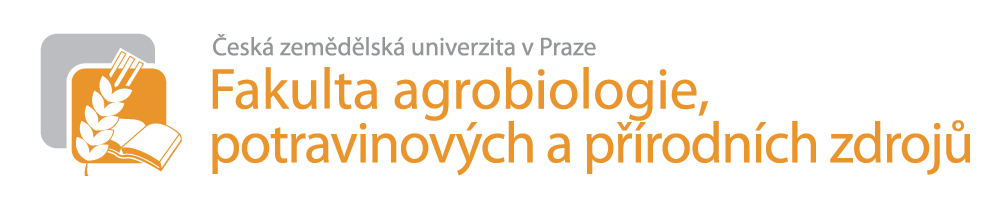 Česká zemědělská univerzita v Praze
Fakulta agrobiologie,
potravinových a přírodních zdrojů